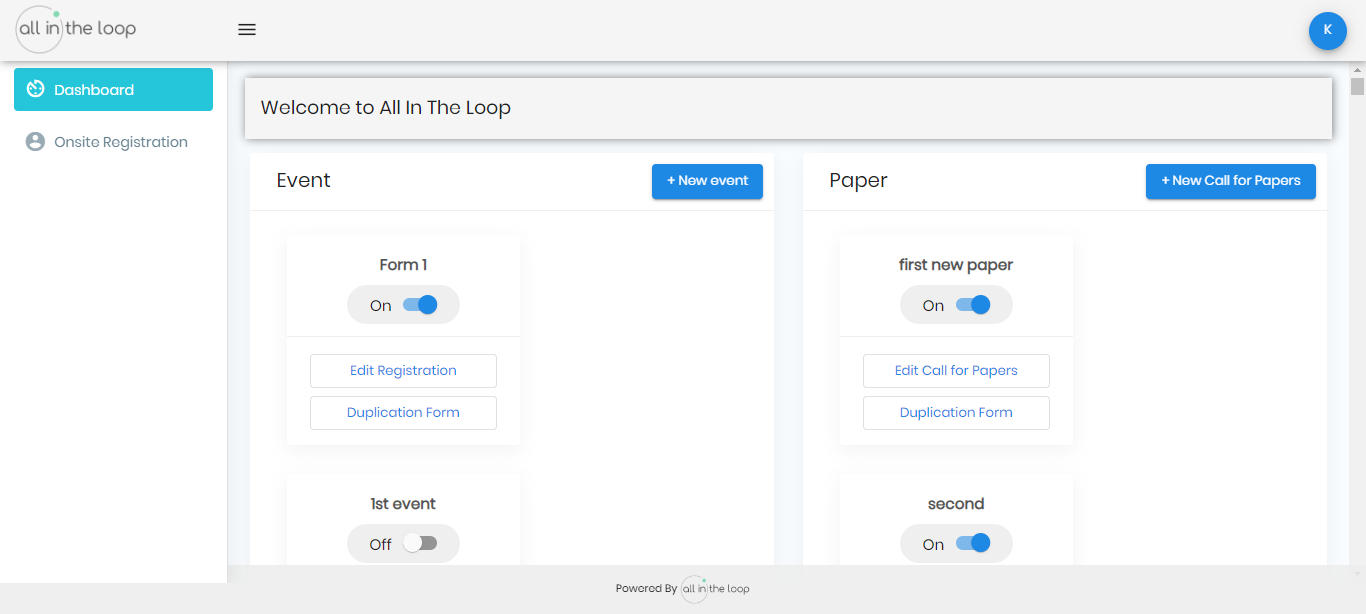 all in the loop
K
Dashboard
Onsite Registration
Welcome to All In The Loop
Event
+ New event
Form 1
On
Edit Registration
Duplication Form
1st event
Off
Paper
+ New Call for Papers
first new paper
On
Edit Call for Papers
Duplication Form
second
On
Powered By all in the loop